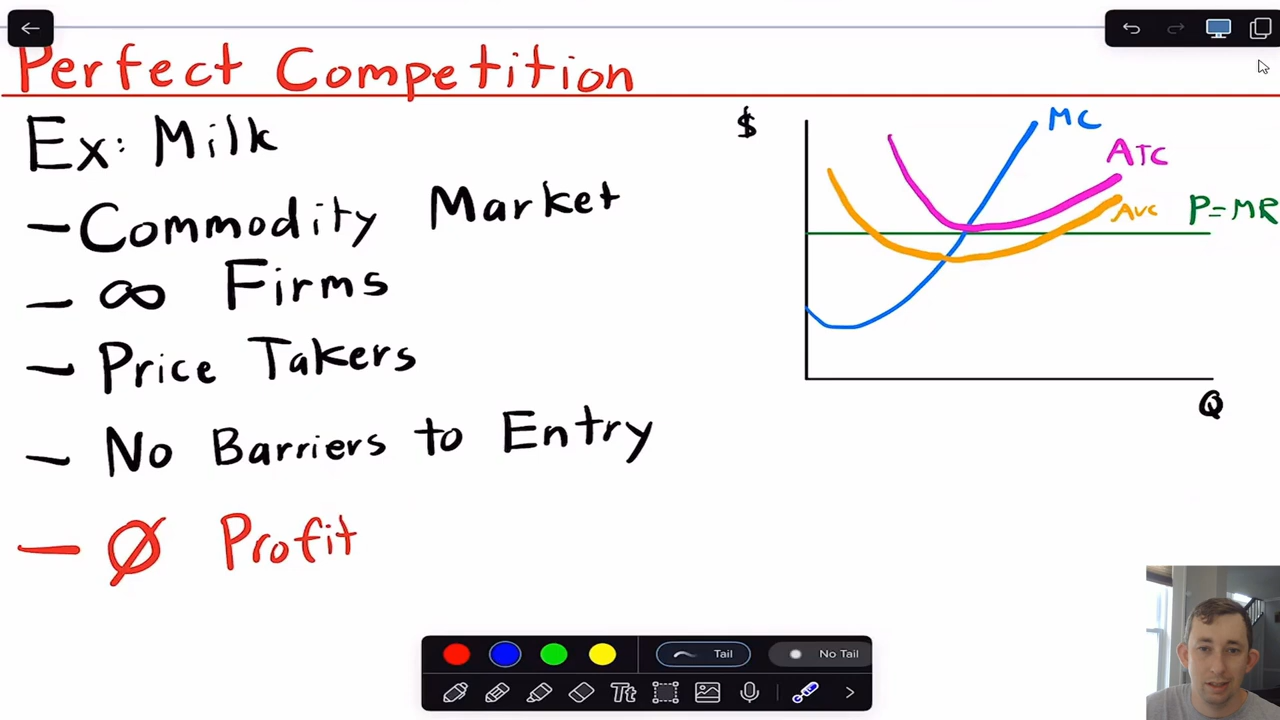 Perfect Competition
Ex: Milk
- Commodity Market
- ∞ Firms
- Price Takers
- No Barriers to Entry
- Ø Profit
$
MC
ATC
AVC
P=MR
Q
Tail
No Tail
Tt